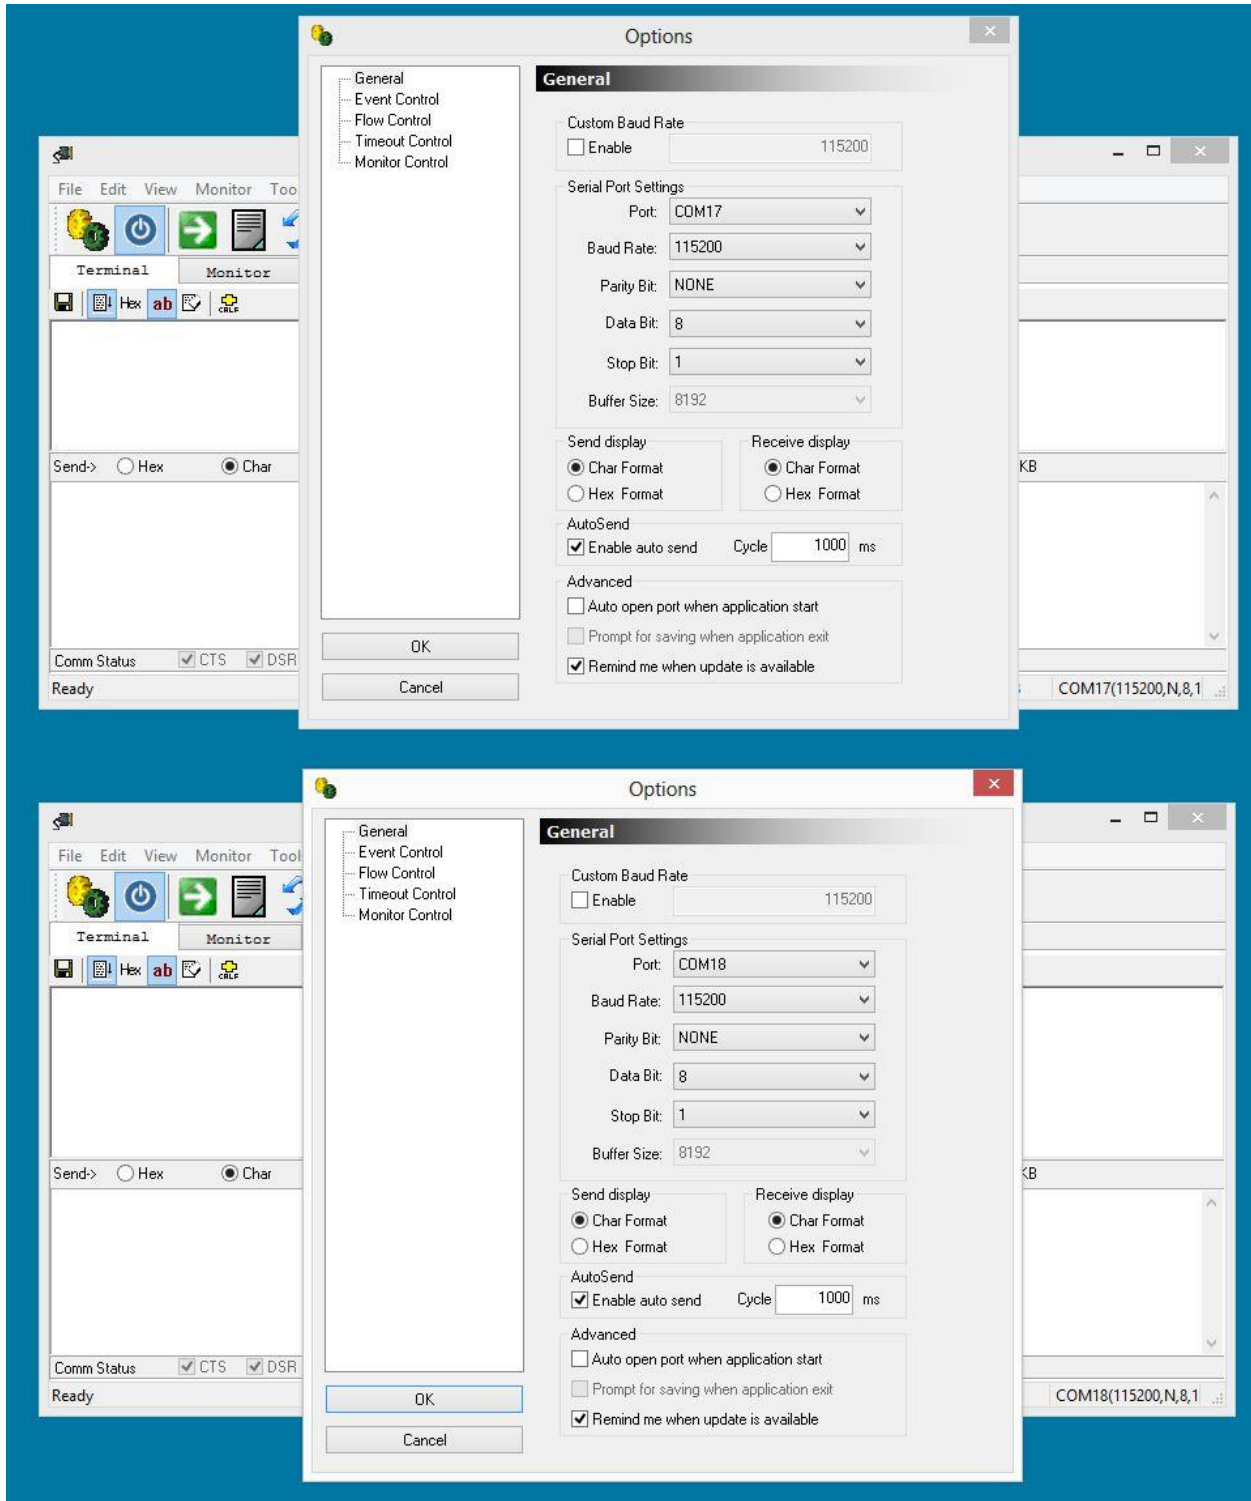 Options
General
Event Control
Flow Control
Timeout Control
Monitor Control
General
Custom Baud Rate
Enable 115200
Serial Port Settings
Port: COM17
Baud Rate: 115200
Parity Bit: NONE
Data Bit: 8
Stop Bit: 1
Buffer Size: 8192
Send display Receive display
Char Format Char Format
Hex Format Hex Format
AutoSend
Enable auto send Cycle 1000 ms
Advanced
Auto open port when application start
Prompt for saving when application exit
Remind me when update is available
OK
Cancel
File Edit View Monitor Too
Terminal Monitor
Hex ab CRLF
Send-> Hex Char KB
Comm Status CTS DSR
Ready COM17(115200,N,8,1
Options
General
Event Control
Flow Control
Timeout Control
Monitor Control
General
Custom Baud Rate
Enable 115200
Serial Port Settings
Port: COM18
Baud Rate: 115200
Parity Bit: NONE
Data Bit: 8
Stop Bit: 1
Buffer Size: 8192
Send display Receive display
Char Format Char Format
Hex Format Hex Format
AutoSend
Enable auto send Cycle 1000 ms
Advanced
Auto open port when application start
Prompt for saving when application exit
Remind me when update is available
OK
Cancel
File Edit View Monitor Tool
Terminal Monitor
Hex ab CRLF
Send-> Hex Char KB
Comm Status CTS DSR
Ready COM18(115200,N,8,1